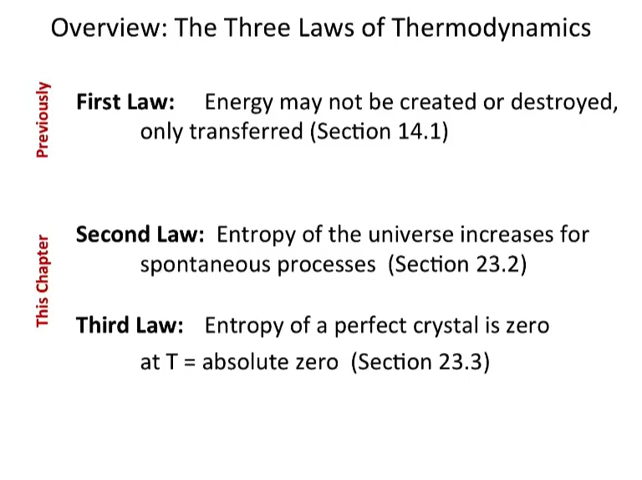 Overview: The Three Laws of Thermodynamics
Previously
First Law: Energy may not be created or destroyed,
only transferred (Section 14.1)
This Chapter
Second Law: Entropy of the universe increases for
spontaneous processes (Section 23.2)
Third Law: Entropy of a perfect crystal is zero
at T = absolute zero (Section 23.3)